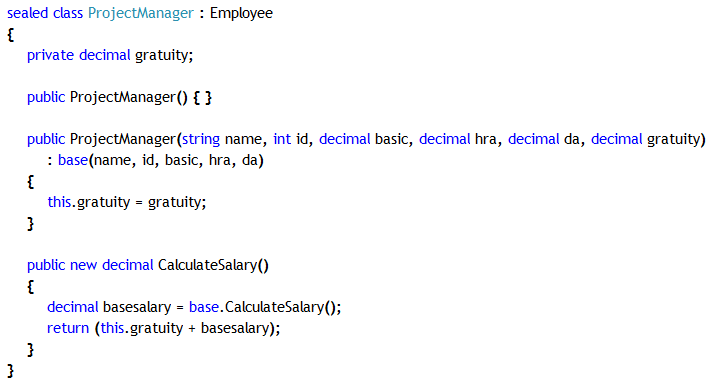 sealed class ProjectManager : Employee
{
private decimal gratuity;
public ProjectManager() { }
public ProjectManager(string name, int id, decimal basic, decimal hra, decimal da, decimal gratuity)
: base(name, id, basic, hra, da)
{
this.gratuity = gratuity;
}
public new decimal CalculateSalary()
{
decimal basesalary = base.CalculateSalary();
return (this.gratuity + basesalary);
}
}